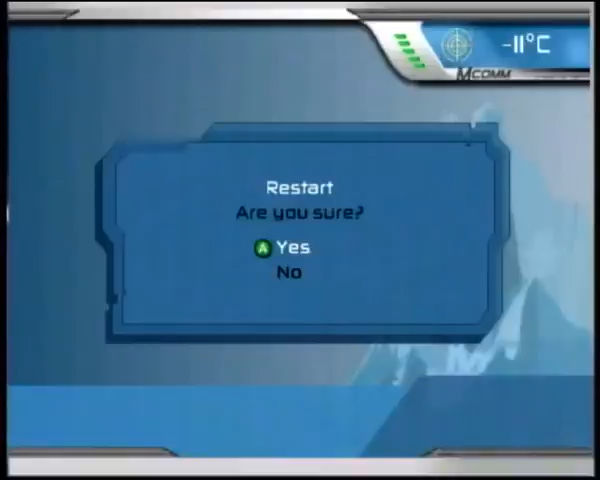 -11°C
MCOMM
Restart
Are you sure?
A Yes
No